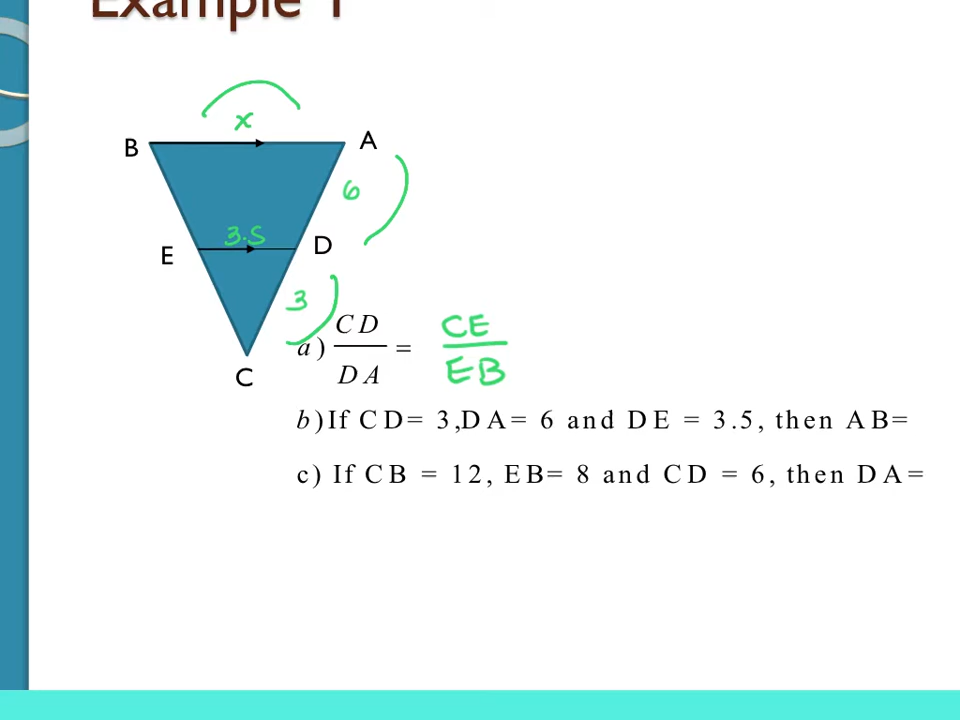 Example 1
x
B
A
6
3.5
E
D
3
C
a) CD/DA = CE/EB
b) If CD= 3,DA= 6 and DE = 3.5, then AB=
c) If CB = 12, EB= 8 and CD = 6, then DA=